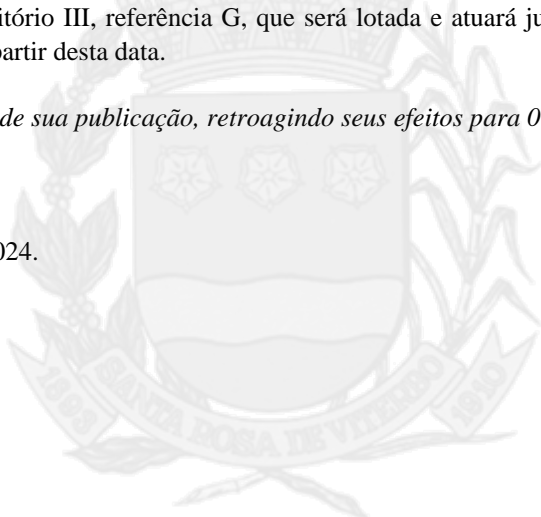 itório III, referência G, que será lotada e atuará ju
partir desta data.
de sua publicação, retroagindo seus efeitos para 0
024.
1893 SANTA ROSA DE VITERBO 1910